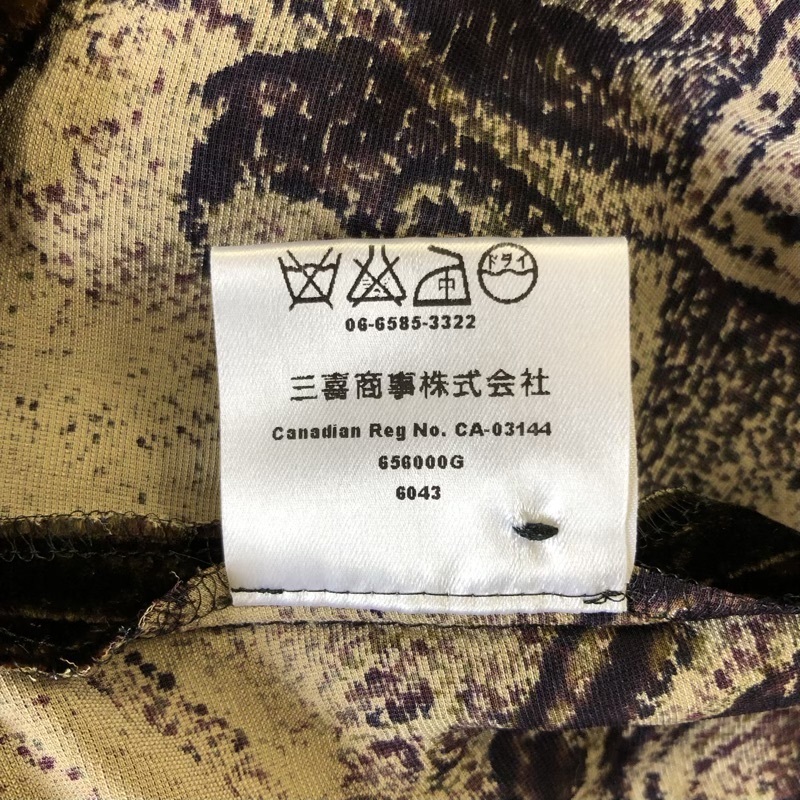 中 ドライ
06-6585-3322
三喜商事株式会社
Canadian Reg No. CA-03144
656000G
6043